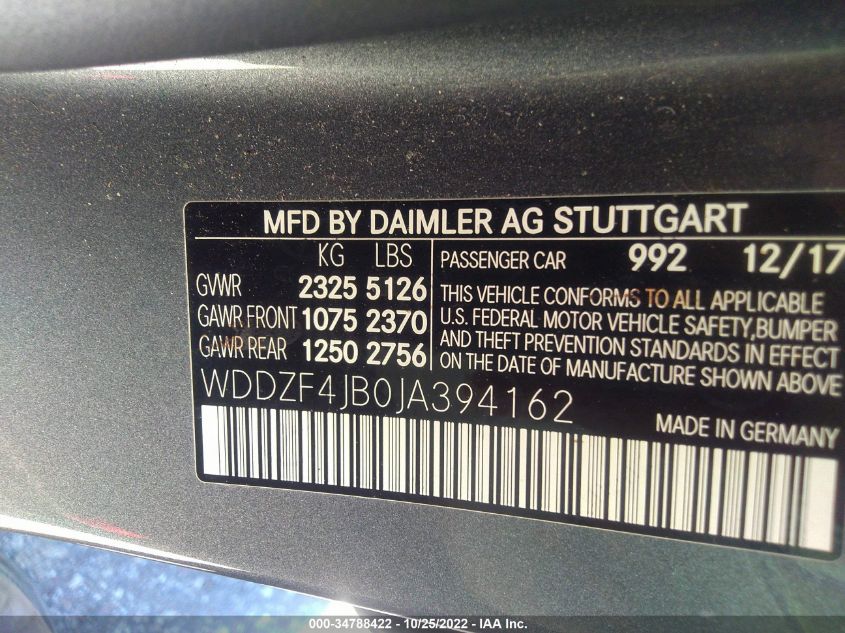 MFD BY DAIMLER AG STUTTGART
KG LBS
GVWR 2325 5126
GAWR FRONT 1075 2370
GAWR REAR 1250 2756
PASSENGER CAR 992 12/17
THIS VEHICLE CONFORMS TO ALL APPLICABLE
U.S. FEDERAL MOTOR VEHICLE SAFETY,BUMPER
AND THEFT PREVENTION STANDARDS IN EFFECT
ON THE DATE OF MANUFACTURE SHOWN ABOVE
WDDZF4JB0JA394162
MADE IN GERMANY
000-34788422 - 10/25/2022 - IAA Inc.